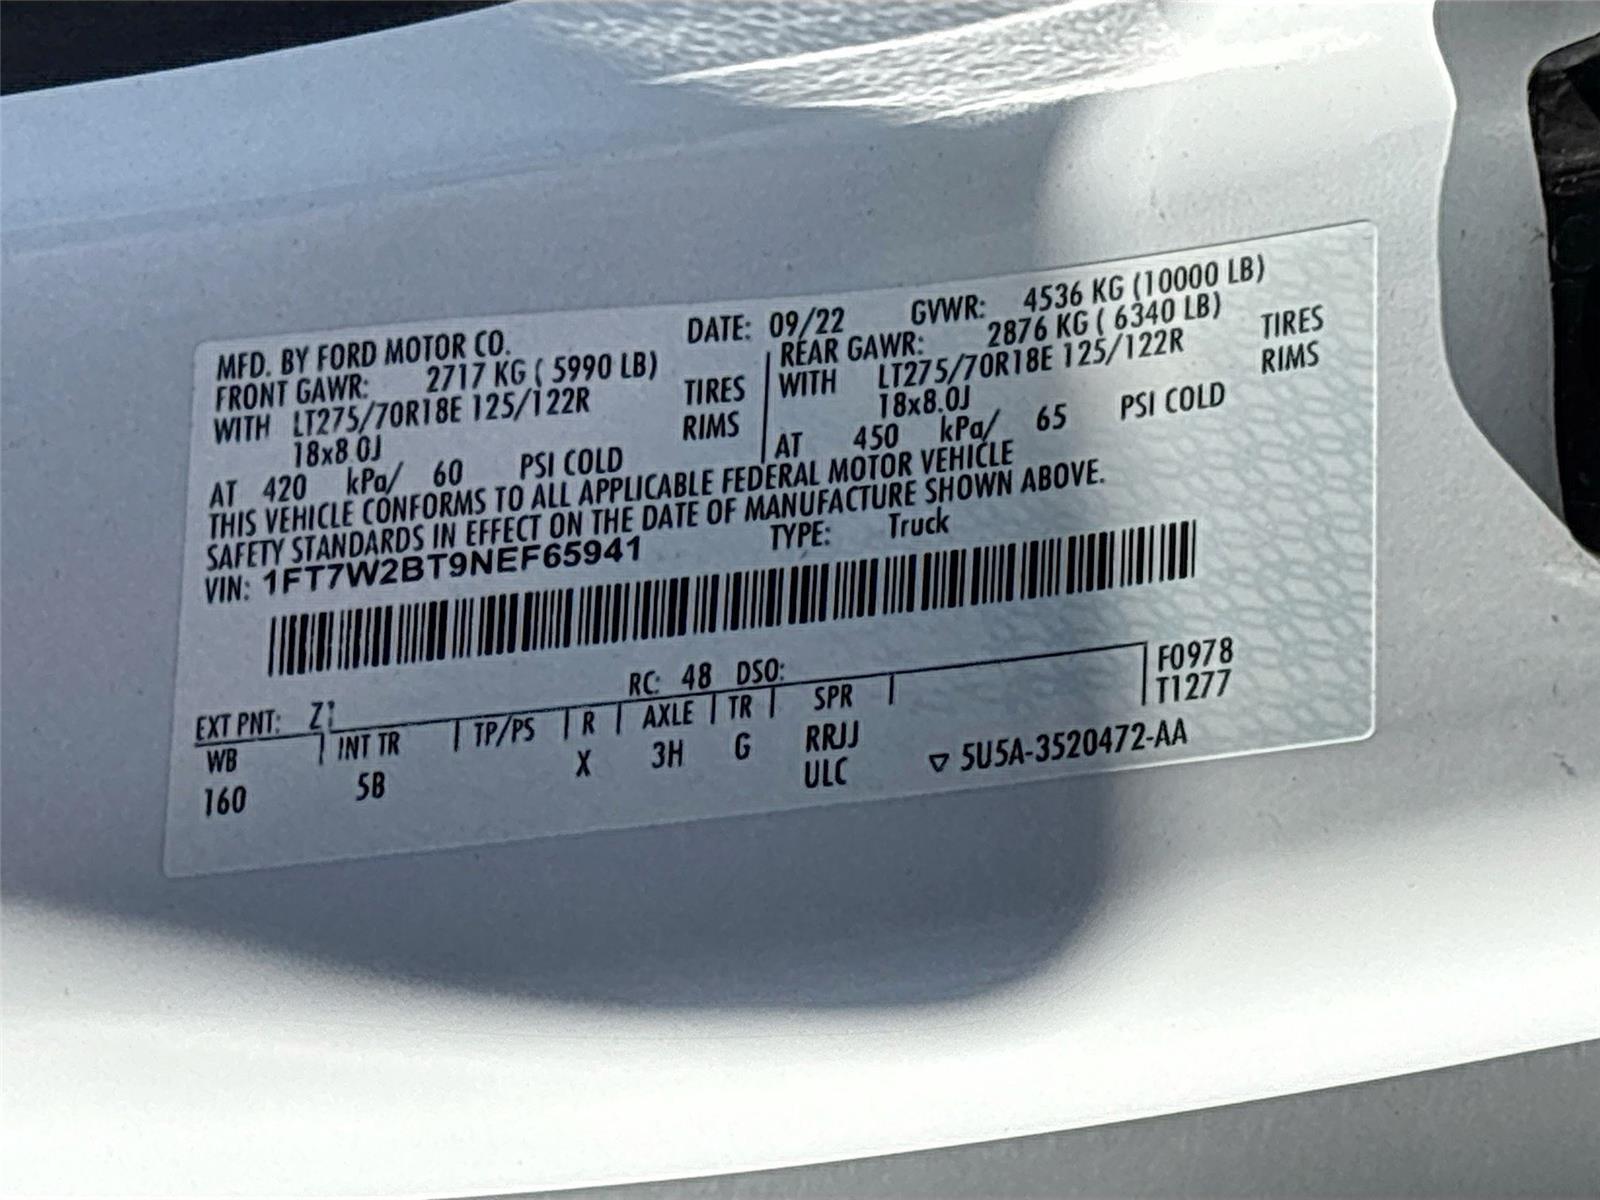 MFD. BY FORD MOTOR CO. DATE: 09/22 GVWR: 4536 KG (10000 LB)
FRONT GAWR: 2717 KG ( 5990 LB) REAR GAWR: 2876 KG ( 6340 LB)
WITH LT275/70R18E 125/122R TIRES WITH LT275/70R18E 125/122R TIRES
18x8.0J RIMS 18x8.0J RIMS
AT 420 kPa/ 60 PSI COLD AT 450 kPa/ 65 PSI COLD
THIS VEHICLE CONFORMS TO ALL APPLICABLE FEDERAL MOTOR VEHICLE
SAFETY STANDARDS IN EFFECT ON THE DATE OF MANUFACTURE SHOWN ABOVE.
VIN: 1FT7W2BT9NEF65941 TYPE: Truck
EXT PNT: Z1 RC: 48 DSO: F0978
WB INT TR TP/PS R AXLE TR SPR T1277
160 5B X 3H G RRJJ
ULC ▽ 5U5A-3520472-AA